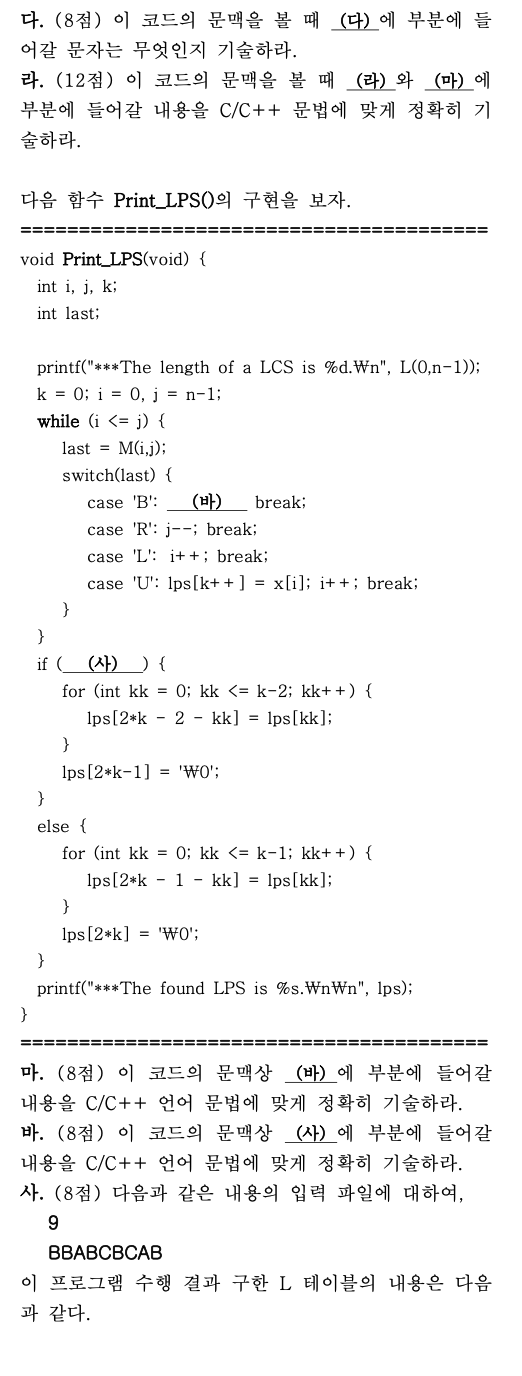 다. (8점) 이 코드의 문맥을 볼 때 (다) 에 부분에 들
어갈 문자는 무엇인지 기술하라.
라. (12점) 이 코드의 문맥을 볼 때 (라) 와 (마) 에
부분에 들어갈 내용을 C/C++ 문법에 맞게 정확히 기
술하라.
다음 함수 Print_LPS()의 구현을 보자.
========================================
void Print_LPS(void) {
int i, j, k;
int last;
printf("***The length of a LCS is %d.₩n", L(0,n-1));
k = 0; i = 0, j = n-1;
while (i <= j) {
last = M(i,j);
switch(last) {
case 'B': (바) break;
case 'R': j--; break;
case 'L': i++; break;
case 'U': lps[k++] = x[i]; i++; break;
}
}
if ( (사) ) {
for (int kk = 0; kk <= k-2; kk++) {
lps[2*k - 2 - kk] = lps[kk];
}
lps[2*k-1] = '₩0';
}
else {
for (int kk = 0; kk <= k-1; kk++) {
lps[2*k - 1 - kk] = lps[kk];
}
lps[2*k] = '₩0';
}
printf("***The found LPS is %s.₩n₩n", lps);
}
========================================
마. (8점) 이 코드의 문맥상 (바) 에 부분에 들어갈
내용을 C/C++ 언어 문법에 맞게 정확히 기술하라.
바. (8점) 이 코드의 문맥상 (사) 에 부분에 들어갈
내용을 C/C++ 언어 문법에 맞게 정확히 기술하라.
사. (8점) 다음과 같은 내용의 입력 파일에 대하여,
9
BBABCBCAB
이 프로그램 수행 결과 구한 L 테이블의 내용은 다음
과 같다.